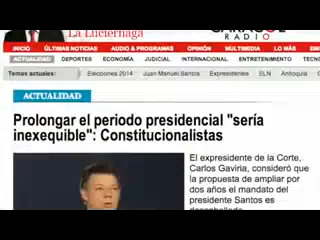 La Luciérnaga
RADIO
INICIO ÚLTIMAS NOTICIAS AUDIO & PROGRAMAS OPINIÓN MULTIMEDIA LO MÁS EN
ACTUALIDAD DEPORTES ECONOMÍA JUDICIAL INTERNACIONAL ENTRETENIMIENTO TECN
Temas actuales: Elecciones 2014 Juan Manuel Santos Expresidentes ELN Antioquia
ACTUALIDAD
Prolongar el periodo presidencial "sería
inexequible": Constitucionalistas
El expresidente de la Corte,
Carlos Gaviria, consideró que
la propuesta de ampliar por
dos años el mandato del
presidente Santos es